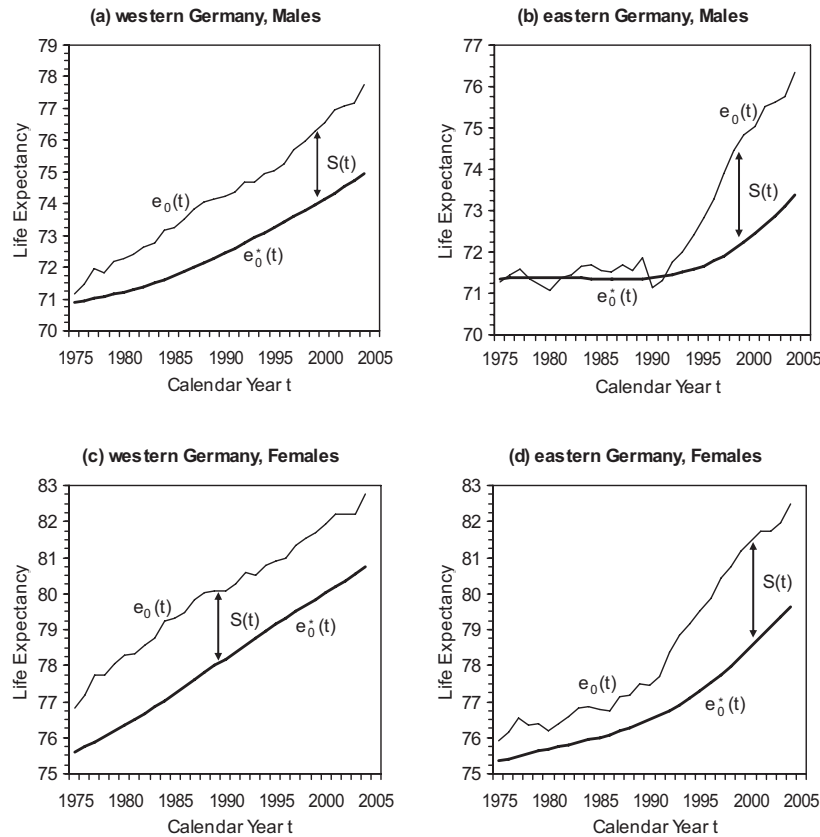 (a) western Germany, Males
79
78
77
76
75
74
73
72
71
70
Life Expectancy
e0(t)
S(t)
e*0(t)
1975 1980 1985 1990 1995 2000 2005
Calendar Year t
(b) eastern Germany, Males
77
76
75
74
73
72
71
Life Expectancy
e0(t)
S(t)
e*0(t)
1975 1980 1985 1990 1995 2000 2005
Calendar Year t
(c) western Germany, Females
83
82
81
80
79
78
77
76
75
Life Expectancy
e0(t)
S(t)
e*0(t)
1975 1980 1985 1990 1995 2000 2005
Calendar Year t
(d) eastern Germany, Females
83
82
81
80
79
78
77
76
75
Life Expectancy
S(t)
e0(t)
e*0(t)
1975 1980 1985 1990 1995 2000 2005
Calendar Year t